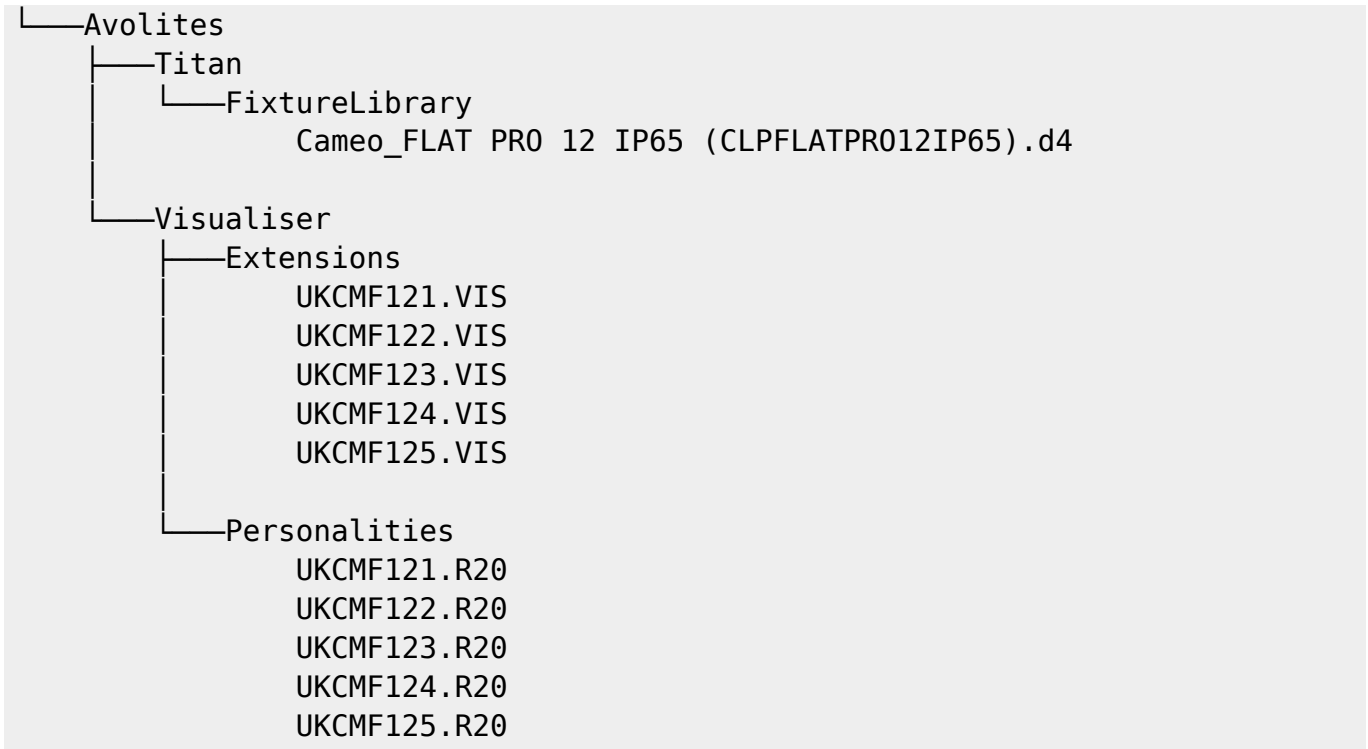 └───Avolites
    ├───Titan
    │   └───FixtureLibrary
    │           Cameo_FLAT PRO 12 IP65 (CLPFLATPRO12IP65).d4
    │
    └───Visualiser
        ├───Extensions
        │       UKCMF121.VIS
        │       UKCMF122.VIS
        │       UKCMF123.VIS
        │       UKCMF124.VIS
        │       UKCMF125.VIS
        │
        └───Personalities
                UKCMF121.R20
                UKCMF122.R20
                UKCMF123.R20
                UKCMF124.R20
                UKCMF125.R20